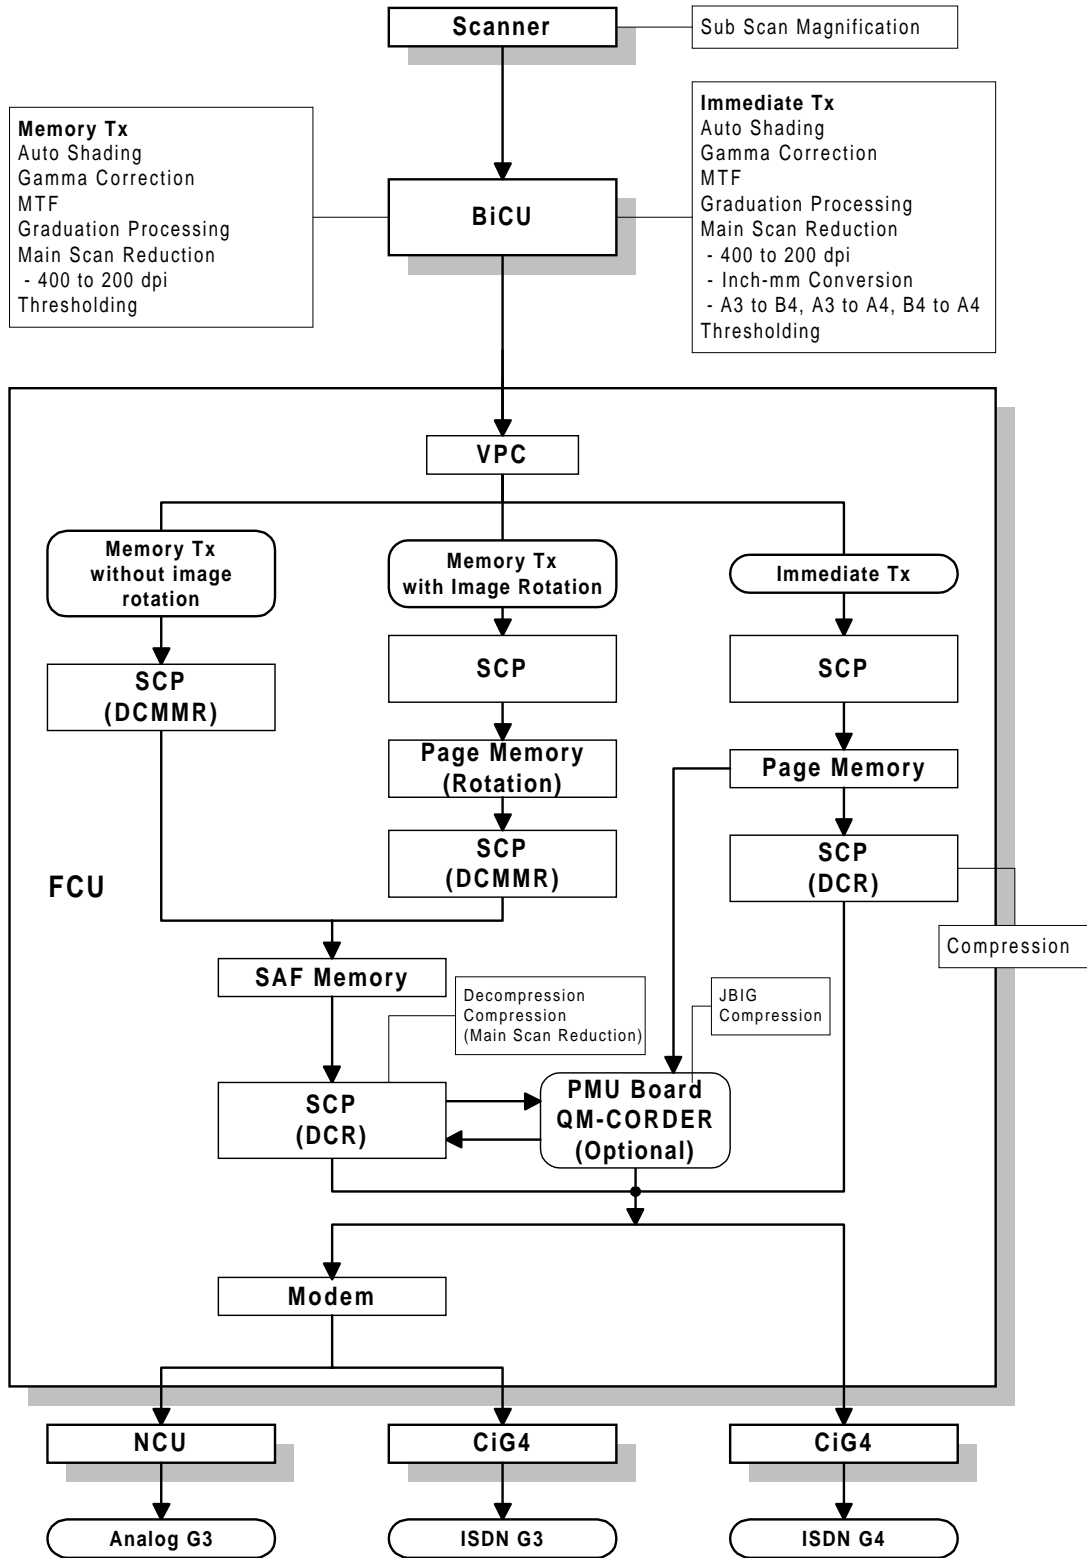 Scanner
Sub Scan Magnification
Memory Tx
Auto Shading
Gamma Correction
MTF
Graduation Processing
Main Scan Reduction
- 400 to 200 dpi
Thresholding
BiCU
Immediate Tx
Auto Shading
Gamma Correction
MTF
Graduation Processing
Main Scan Reduction
- 400 to 200 dpi
- Inch-mm Conversion
- A3 to B4, A3 to A4, B4 to A4
Thresholding
VPC
Memory Tx
without image
rotation
Memory Tx
with Image Rotation
Immediate Tx
SCP
(DCMMR)
SCP
SCP
Page Memory
(Rotation)
Page Memory
SCP
(DCMMR)
SCP
(DCR)
FCU
Compression
SAF Memory
Decompression
Compression
(Main Scan Reduction)
JBIG
Compression
SCP
(DCR)
PMU Board
QM-CORDER
(Optional)
Modem
NCU
CiG4
CiG4
Analog G3
ISDN G3
ISDN G4